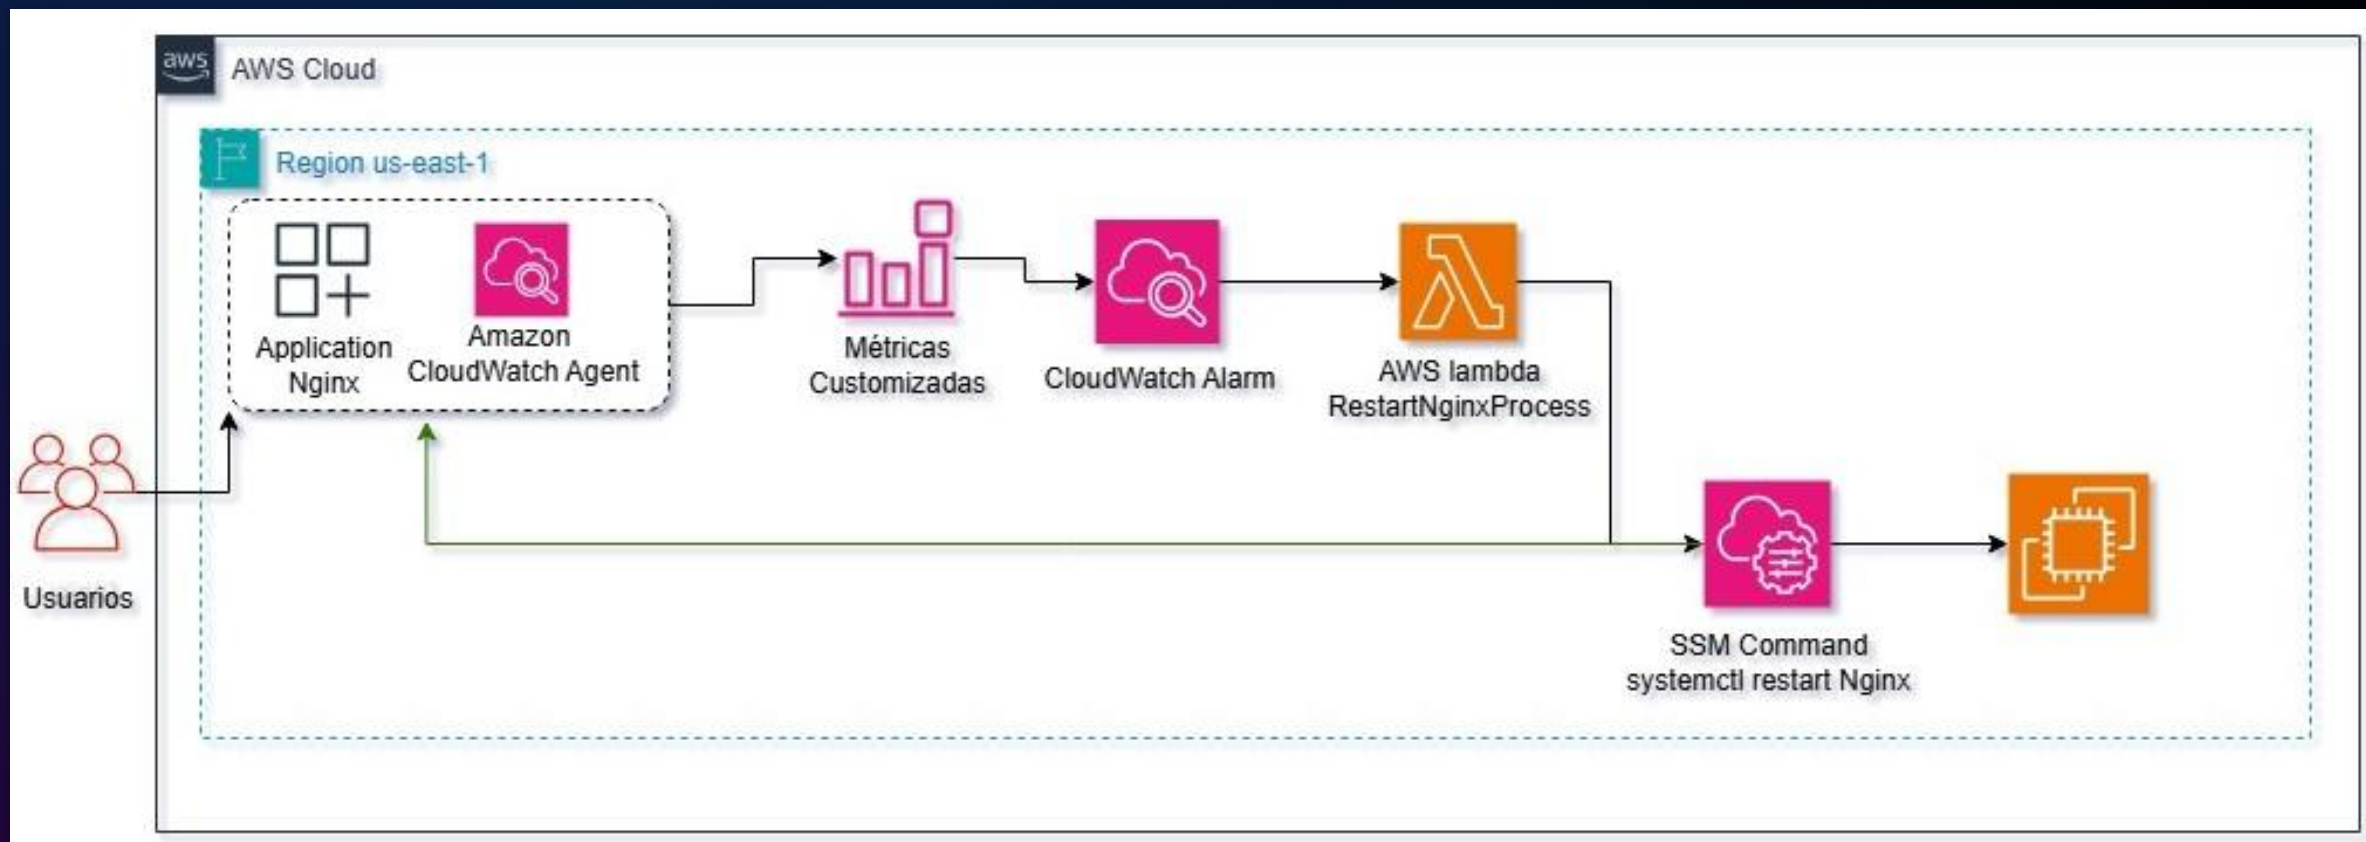 aws
AWS Cloud
Region us-east-1
Application
Nginx
Amazon
CloudWatch Agent
Métricas
Customizadas
CloudWatch Alarm
AWS lambda
RestartNginxProcess
Usuarios
SSM Command
systemctl restart Nginx